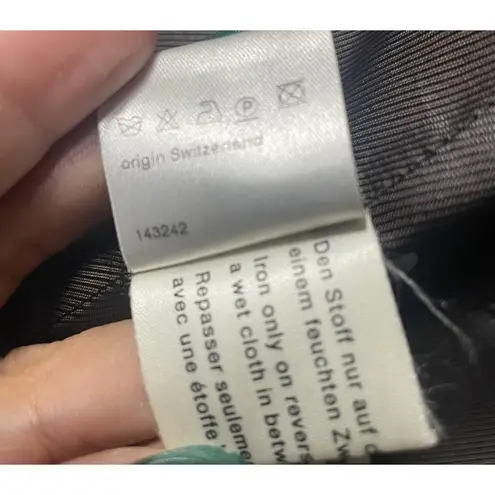 origin Switzerland
143242
Den Stoff nur auf d
einem feuchten Zw
Iron only on revers
a wet cloth in betw
Repasser seuleme
avec une étoffe